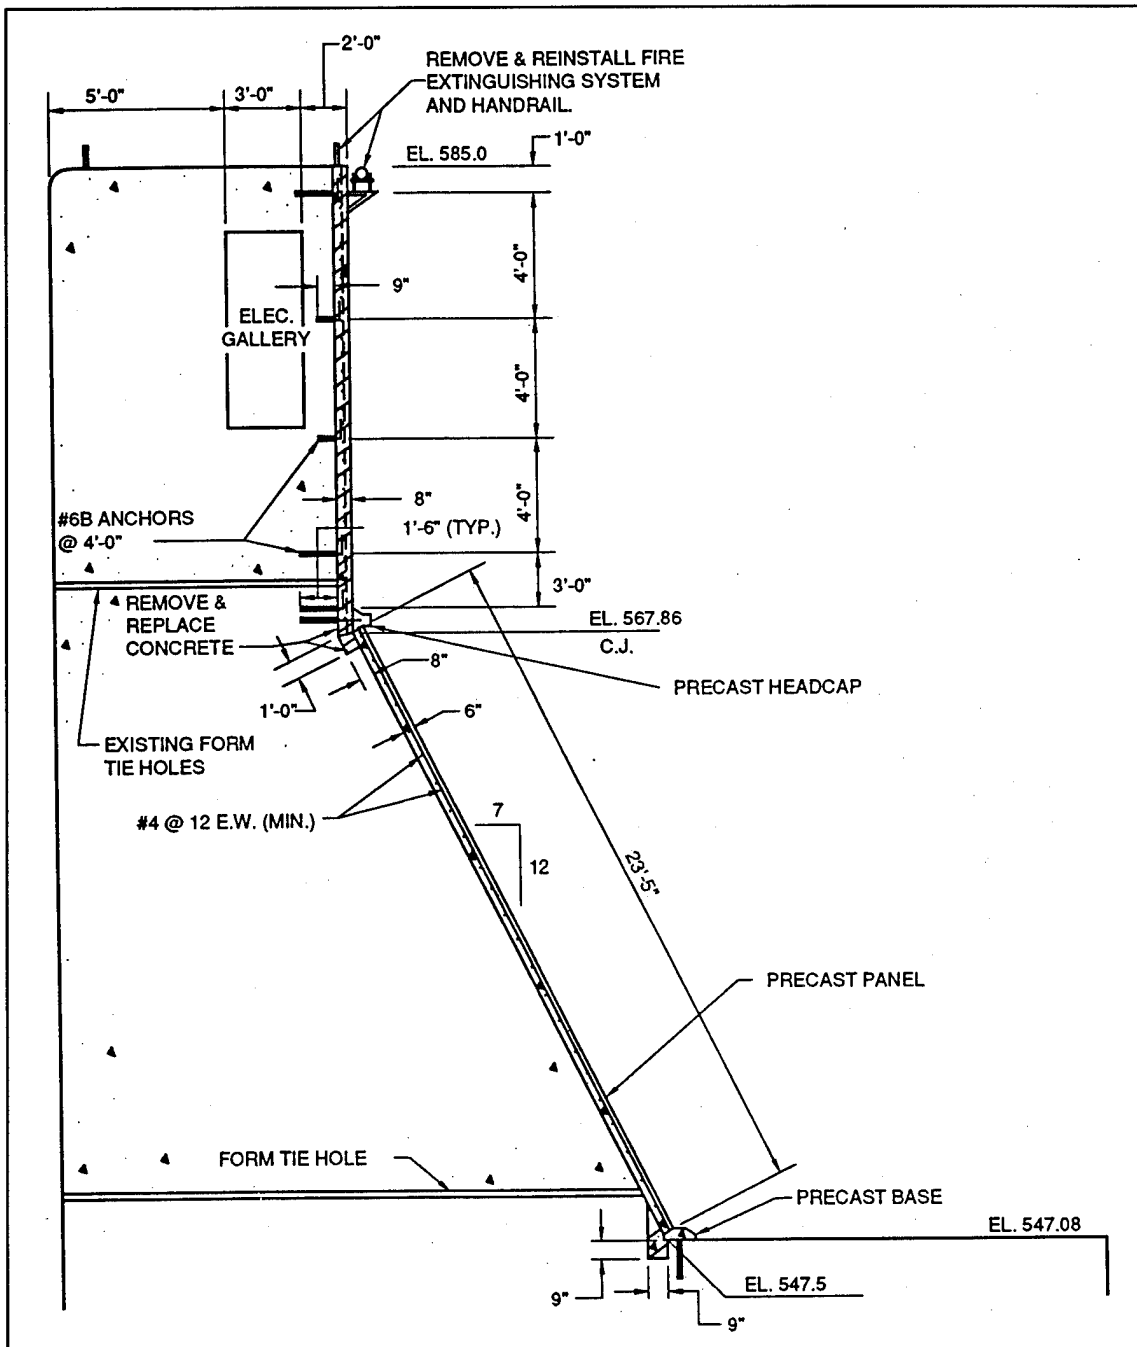 2'-0"
REMOVE & REINSTALL FIRE
EXTINGUISHING SYSTEM
AND HANDRAIL.
5'-0"
3'-0"
1'-0"
EL. 585.0
4'-0"
9"
ELEC.
GALLERY
4'-0"
4'-0"
8"
#6B ANCHORS
@ 4'-0"
1'-6" (TYP.)
3'-0"
REMOVE &
REPLACE
CONCRETE
EL. 567.86
C.J.
8"
PRECAST HEADCAP
1'-0"
6"
EXISTING FORM
TIE HOLES
#4 @ 12 E.W. (MIN.)
7
12
23'-5"
PRECAST PANEL
FORM TIE HOLE
PRECAST BASE
EL. 547.08
EL. 547.5
9"
9"